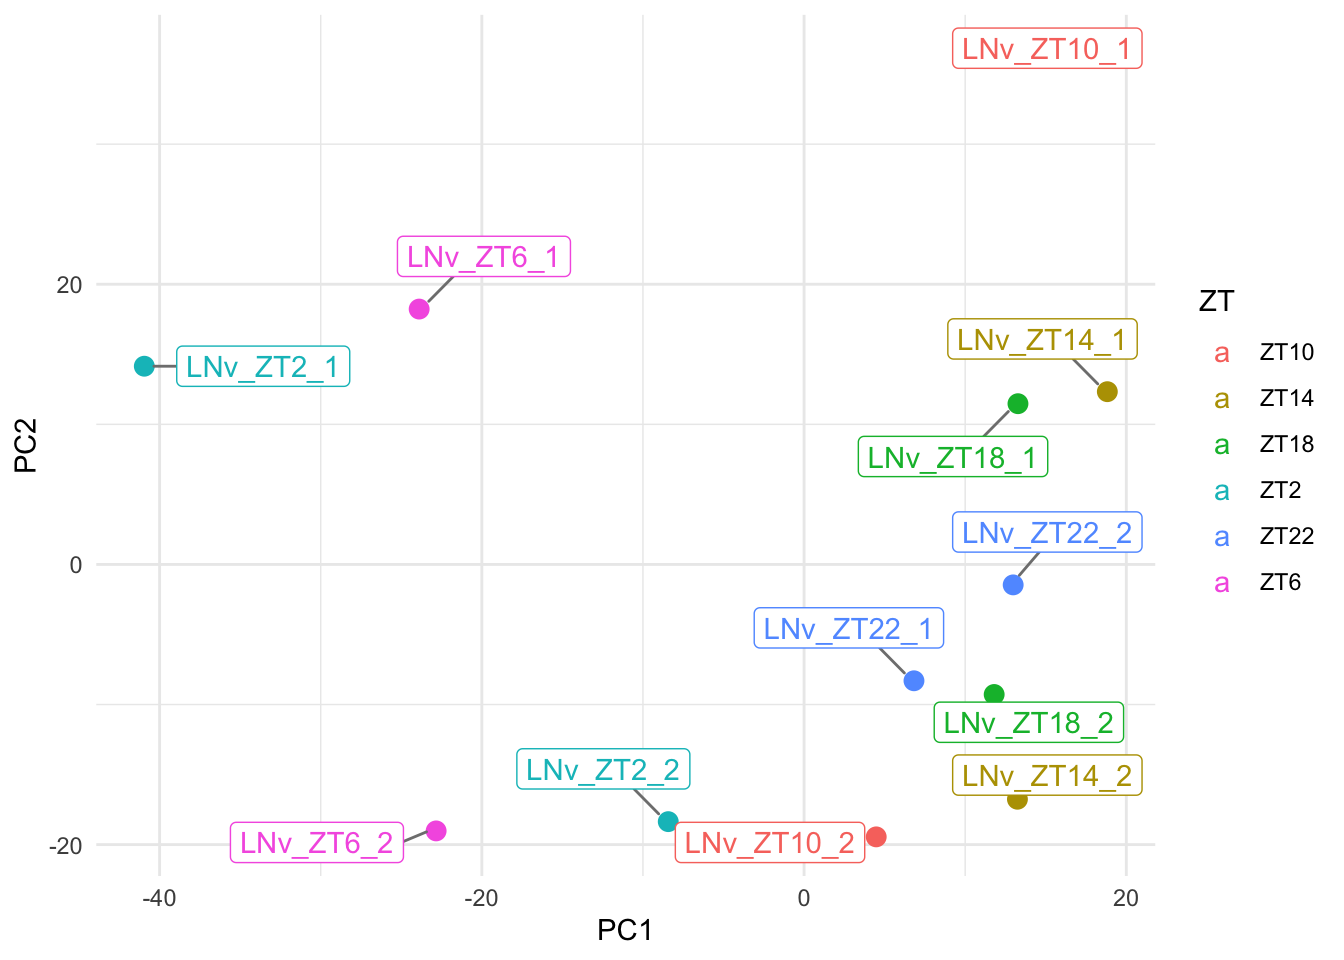 LNv_ZT10_1
LNv_ZT6_1
20
LNv_ZT14_1
LNv_ZT2_1
LNv_ZT18_1
PC2
LNv_ZT22_2
0
LNv_ZT22_1
LNv_ZT18_2
LNv_ZT2_2
LNv_ZT14_2
LNv_ZT6_2
LNv_ZT10_2
-20
-40
-20
0
20
PC1
ZT
a ZT10
a ZT14
a ZT18
a ZT2
a ZT22
a ZT6